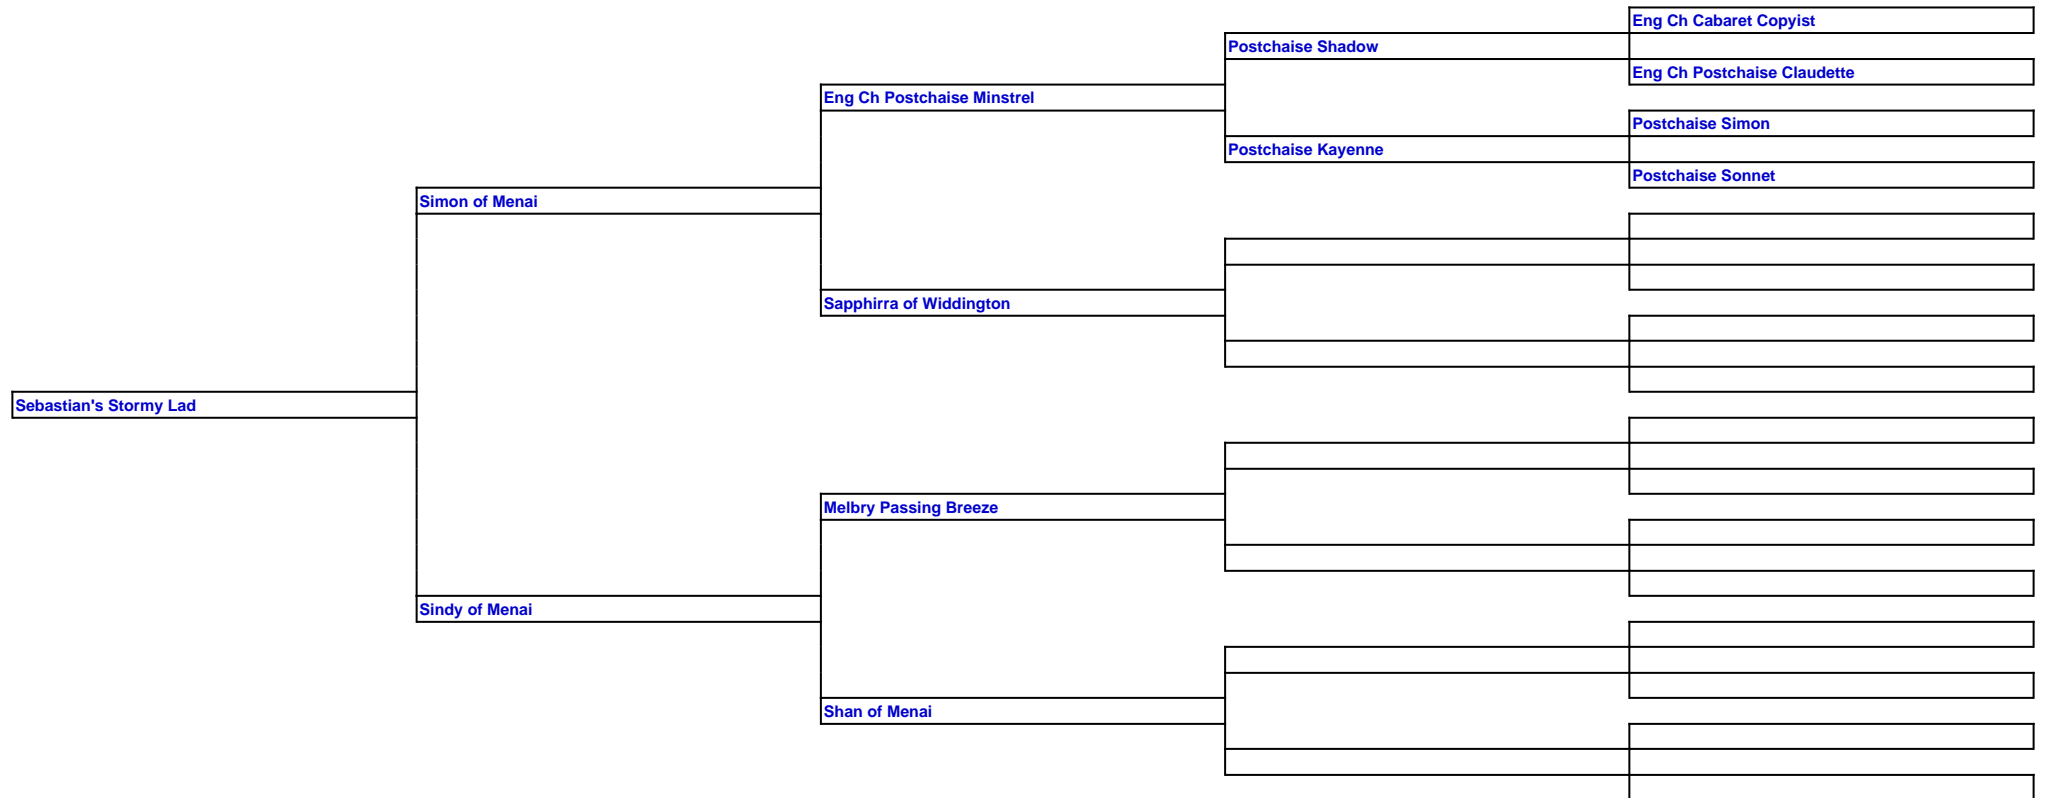 Eng Ch Cabaret Copyist
Postchaise Shadow
Eng Ch Postchaise Claudette
Eng Ch Postchaise Minstrel
Postchaise Simon
Postchaise Kayenne
Postchaise Sonnet
Simon of Menai
Sapphirra of Widdington
Sebastian's Stormy Lad
Melbry Passing Breeze
Sindy of Menai
Shan of Menai